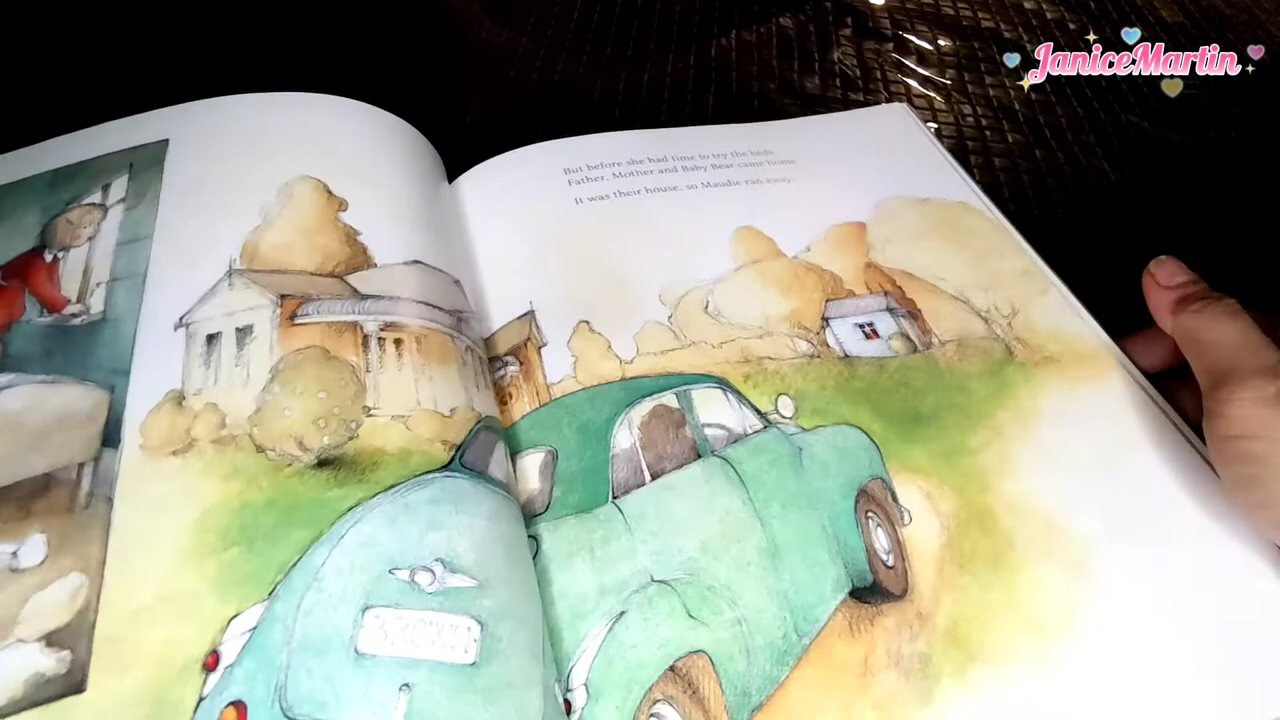 JaniceMartin
But before she had time to try the beds,
Father, Mother and Baby Bear came home.
It was their house, so Maudie ran away.